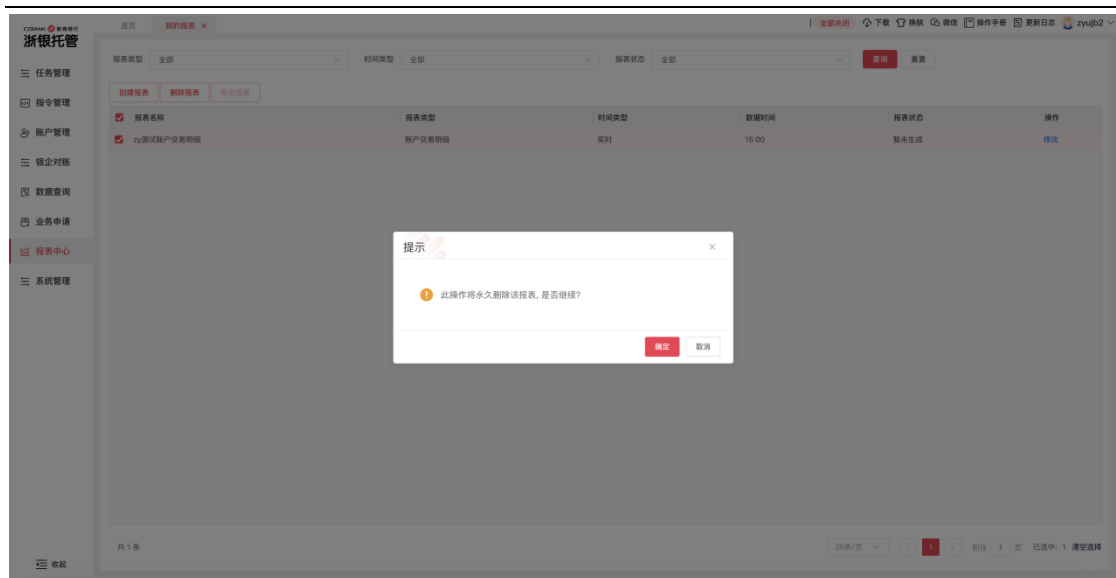 CZBANK 浙商银行
浙银托管
首页 我的报表 ×
全部关闭 下载 换肤 微信 操作手册 更新日志 zyujb2
任务管理
指令管理
账户管理
银企对账
数据查询
业务申请
报表中心
系统管理
收起
报表类型 全部 时间类型 全部 报表状态 全部 查询 重置
创建报表 删除报表 导出报表
报表名称 报表类型 时间类型 数据时间 报表状态 操作
zy测试账户交易明细 账户交易明细 实时 15:00 暂未生成 修改
提示 ×
此操作将永久删除该报表, 是否继续?
确定 取消
共 1 条 20条/页 1 前往 1 页 已选中: 1 清空选择